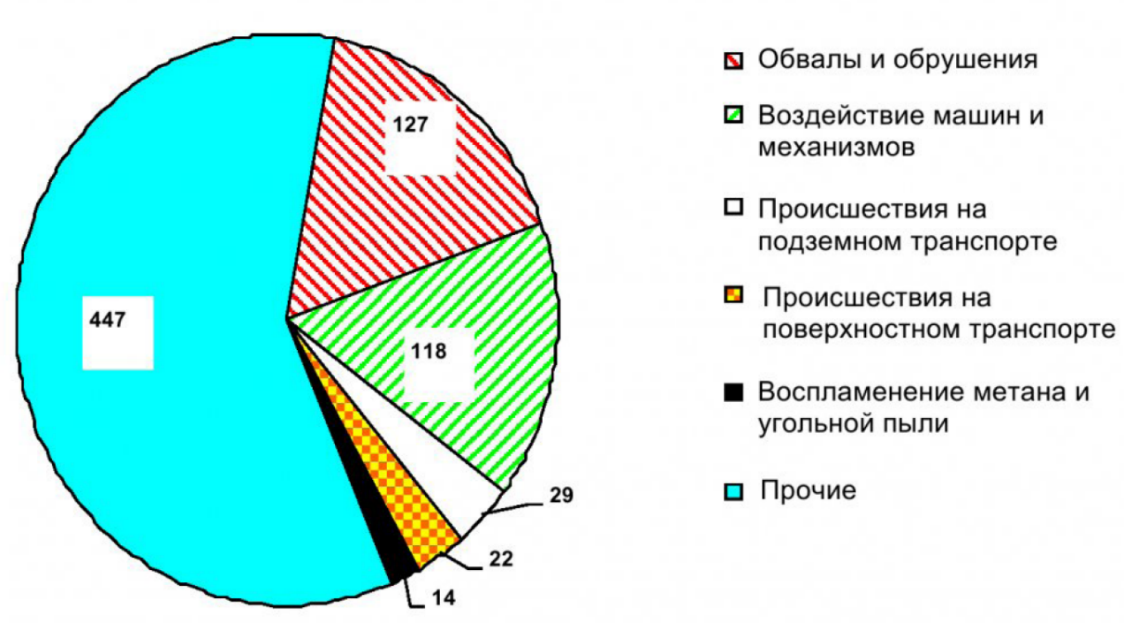 127
447
118
29
22
14
Обвалы и обрушения
Воздействие машин и
механизмов
Происшествия на
подземном транспорте
Происшествия на
поверхностном транспорте
Воспламенение метана и
угольной пыли
Прочие